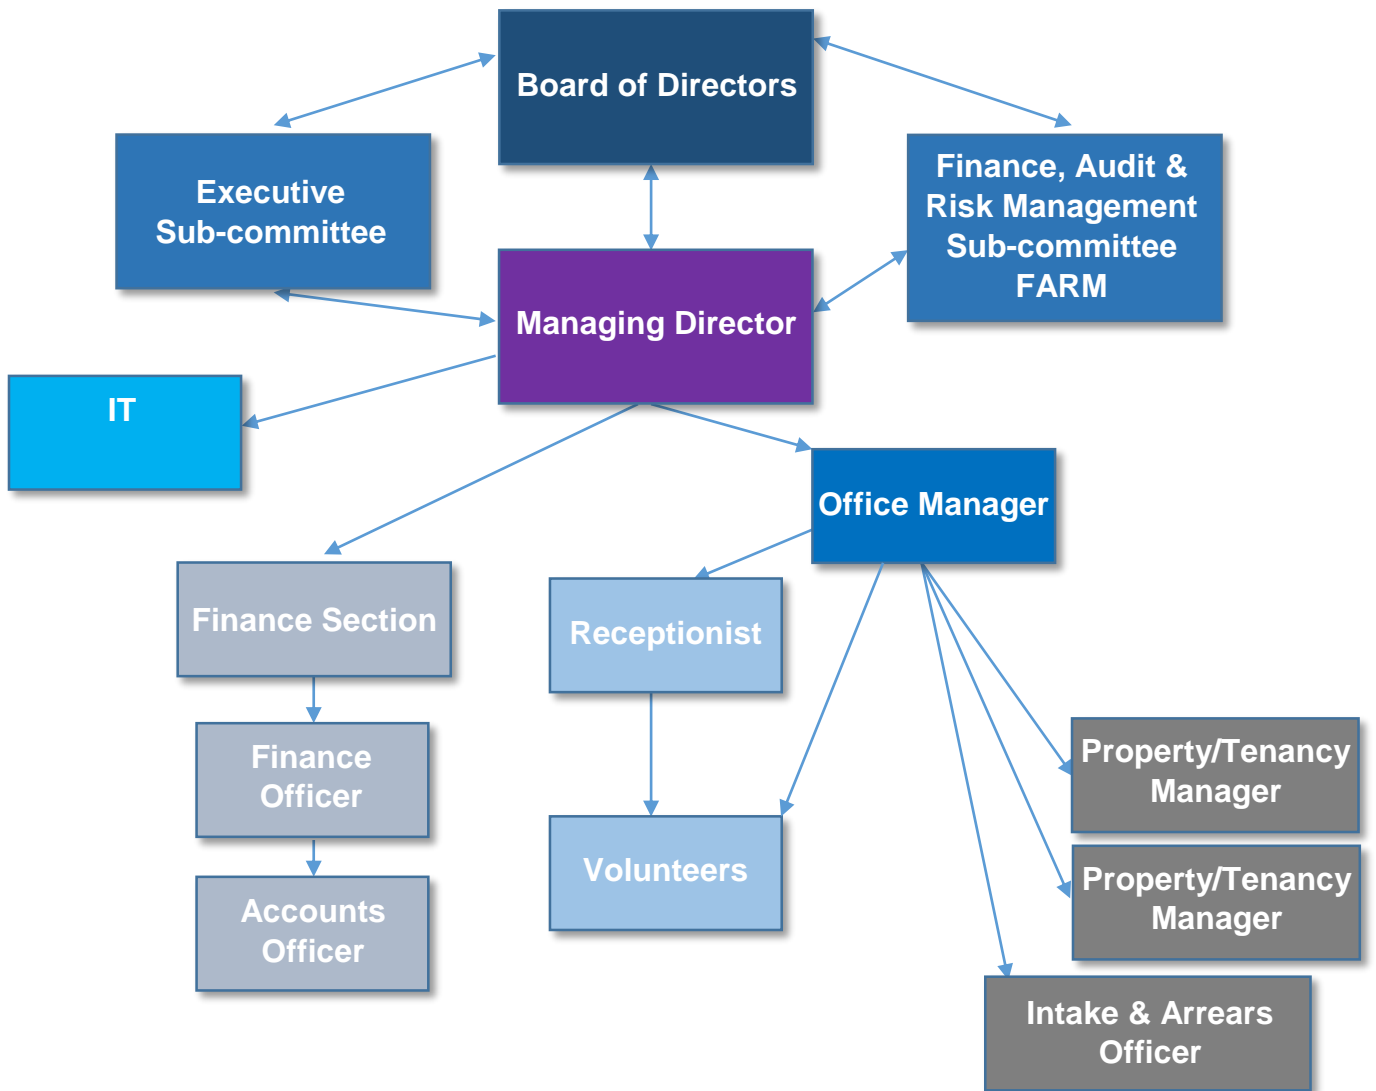 Board of Directors
Executive
Sub-committee
Finance, Audit &
Risk Management
Sub-committee
FARM
Managing Director
IT
Office Manager
Finance Section
Receptionist
Finance
Officer
Property/Tenancy
Manager
Volunteers
Property/Tenancy
Manager
Accounts
Officer
Intake & Arrears
Officer